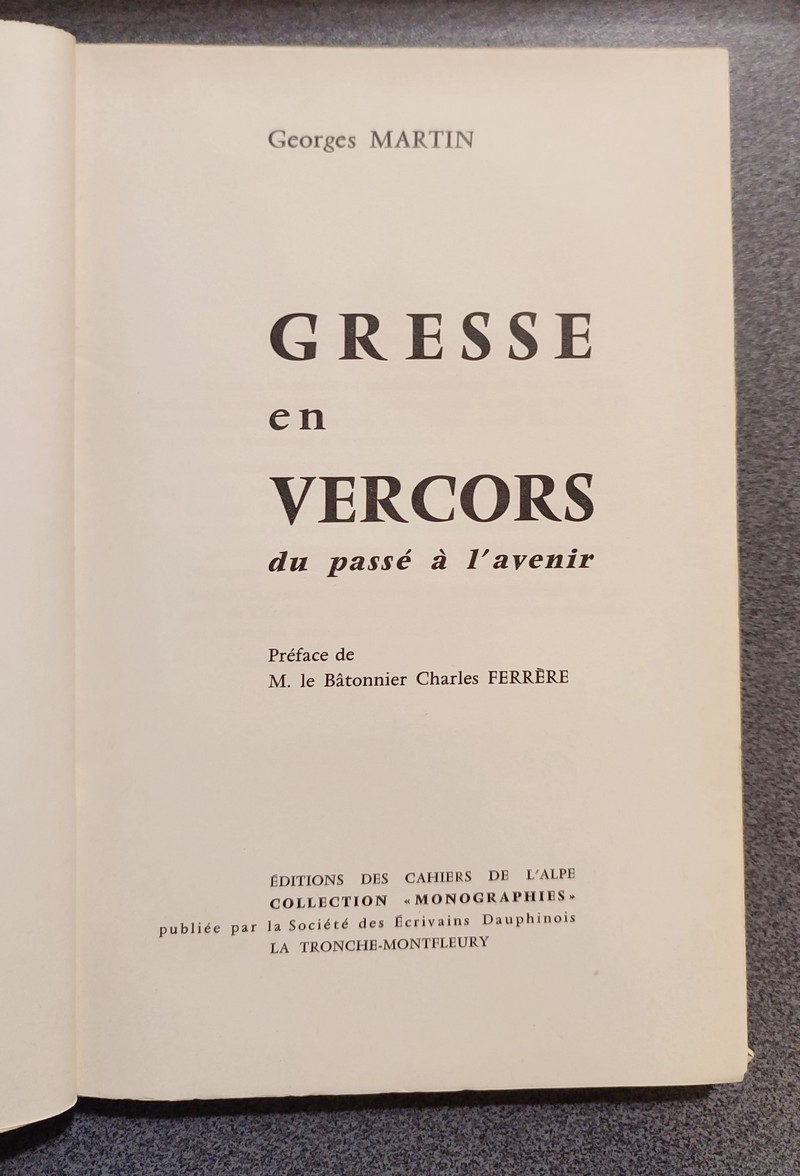 Georges MARTIN
GRESSE
en
VERCORS
du passé à l'avenir
Préface de
M. le Bâtonnier Charles FERRÈRE
ÉDITIONS DES CAHIERS DE L'ALPE
COLLECTION «MONOGRAPHIES»
publiée par la Société des Écrivains Dauphinois
LA TRONCHE-MONTFLEURY